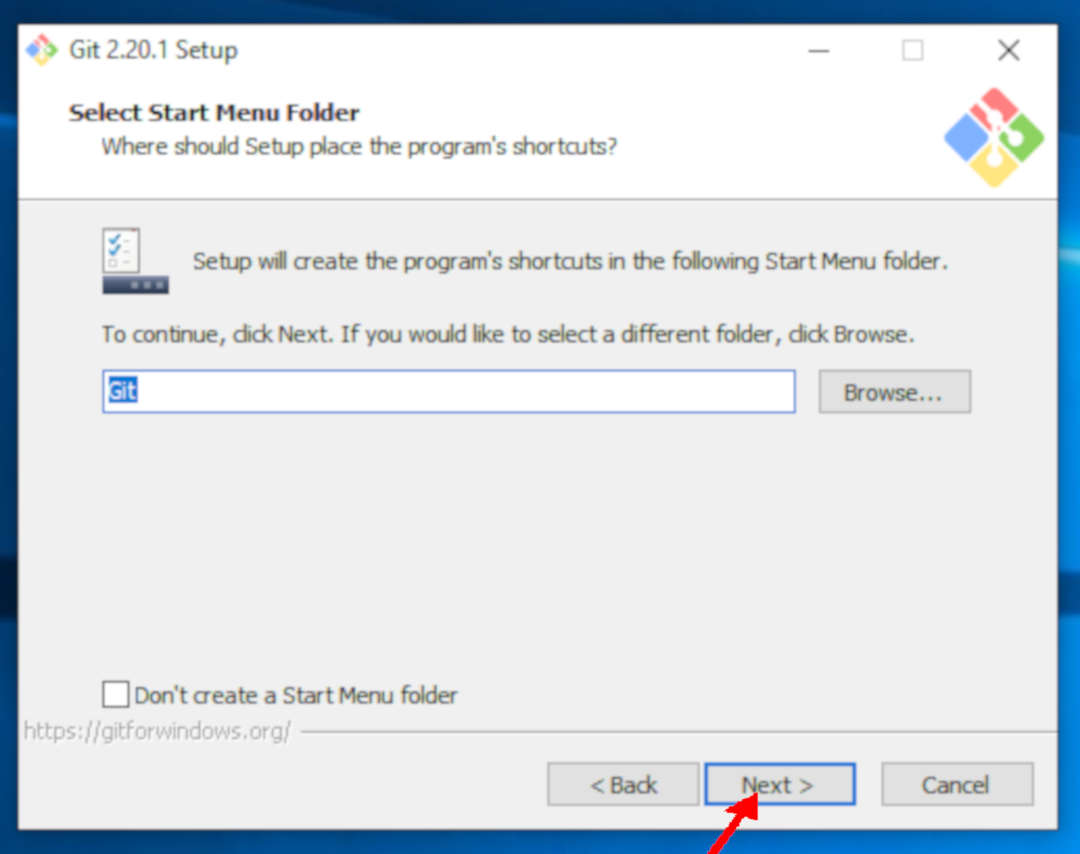 Git 2.20.1 Setup
Select Start Menu Folder
Where should Setup place the program's shortcuts?
Setup will create the program's shortcuts in the following Start Menu folder.
To continue, click Next. If you would like to select a different folder, click Browse.
Git
Browse...
Don't create a Start Menu folder
https://gitforwindows.org/
< Back
Next >
Cancel